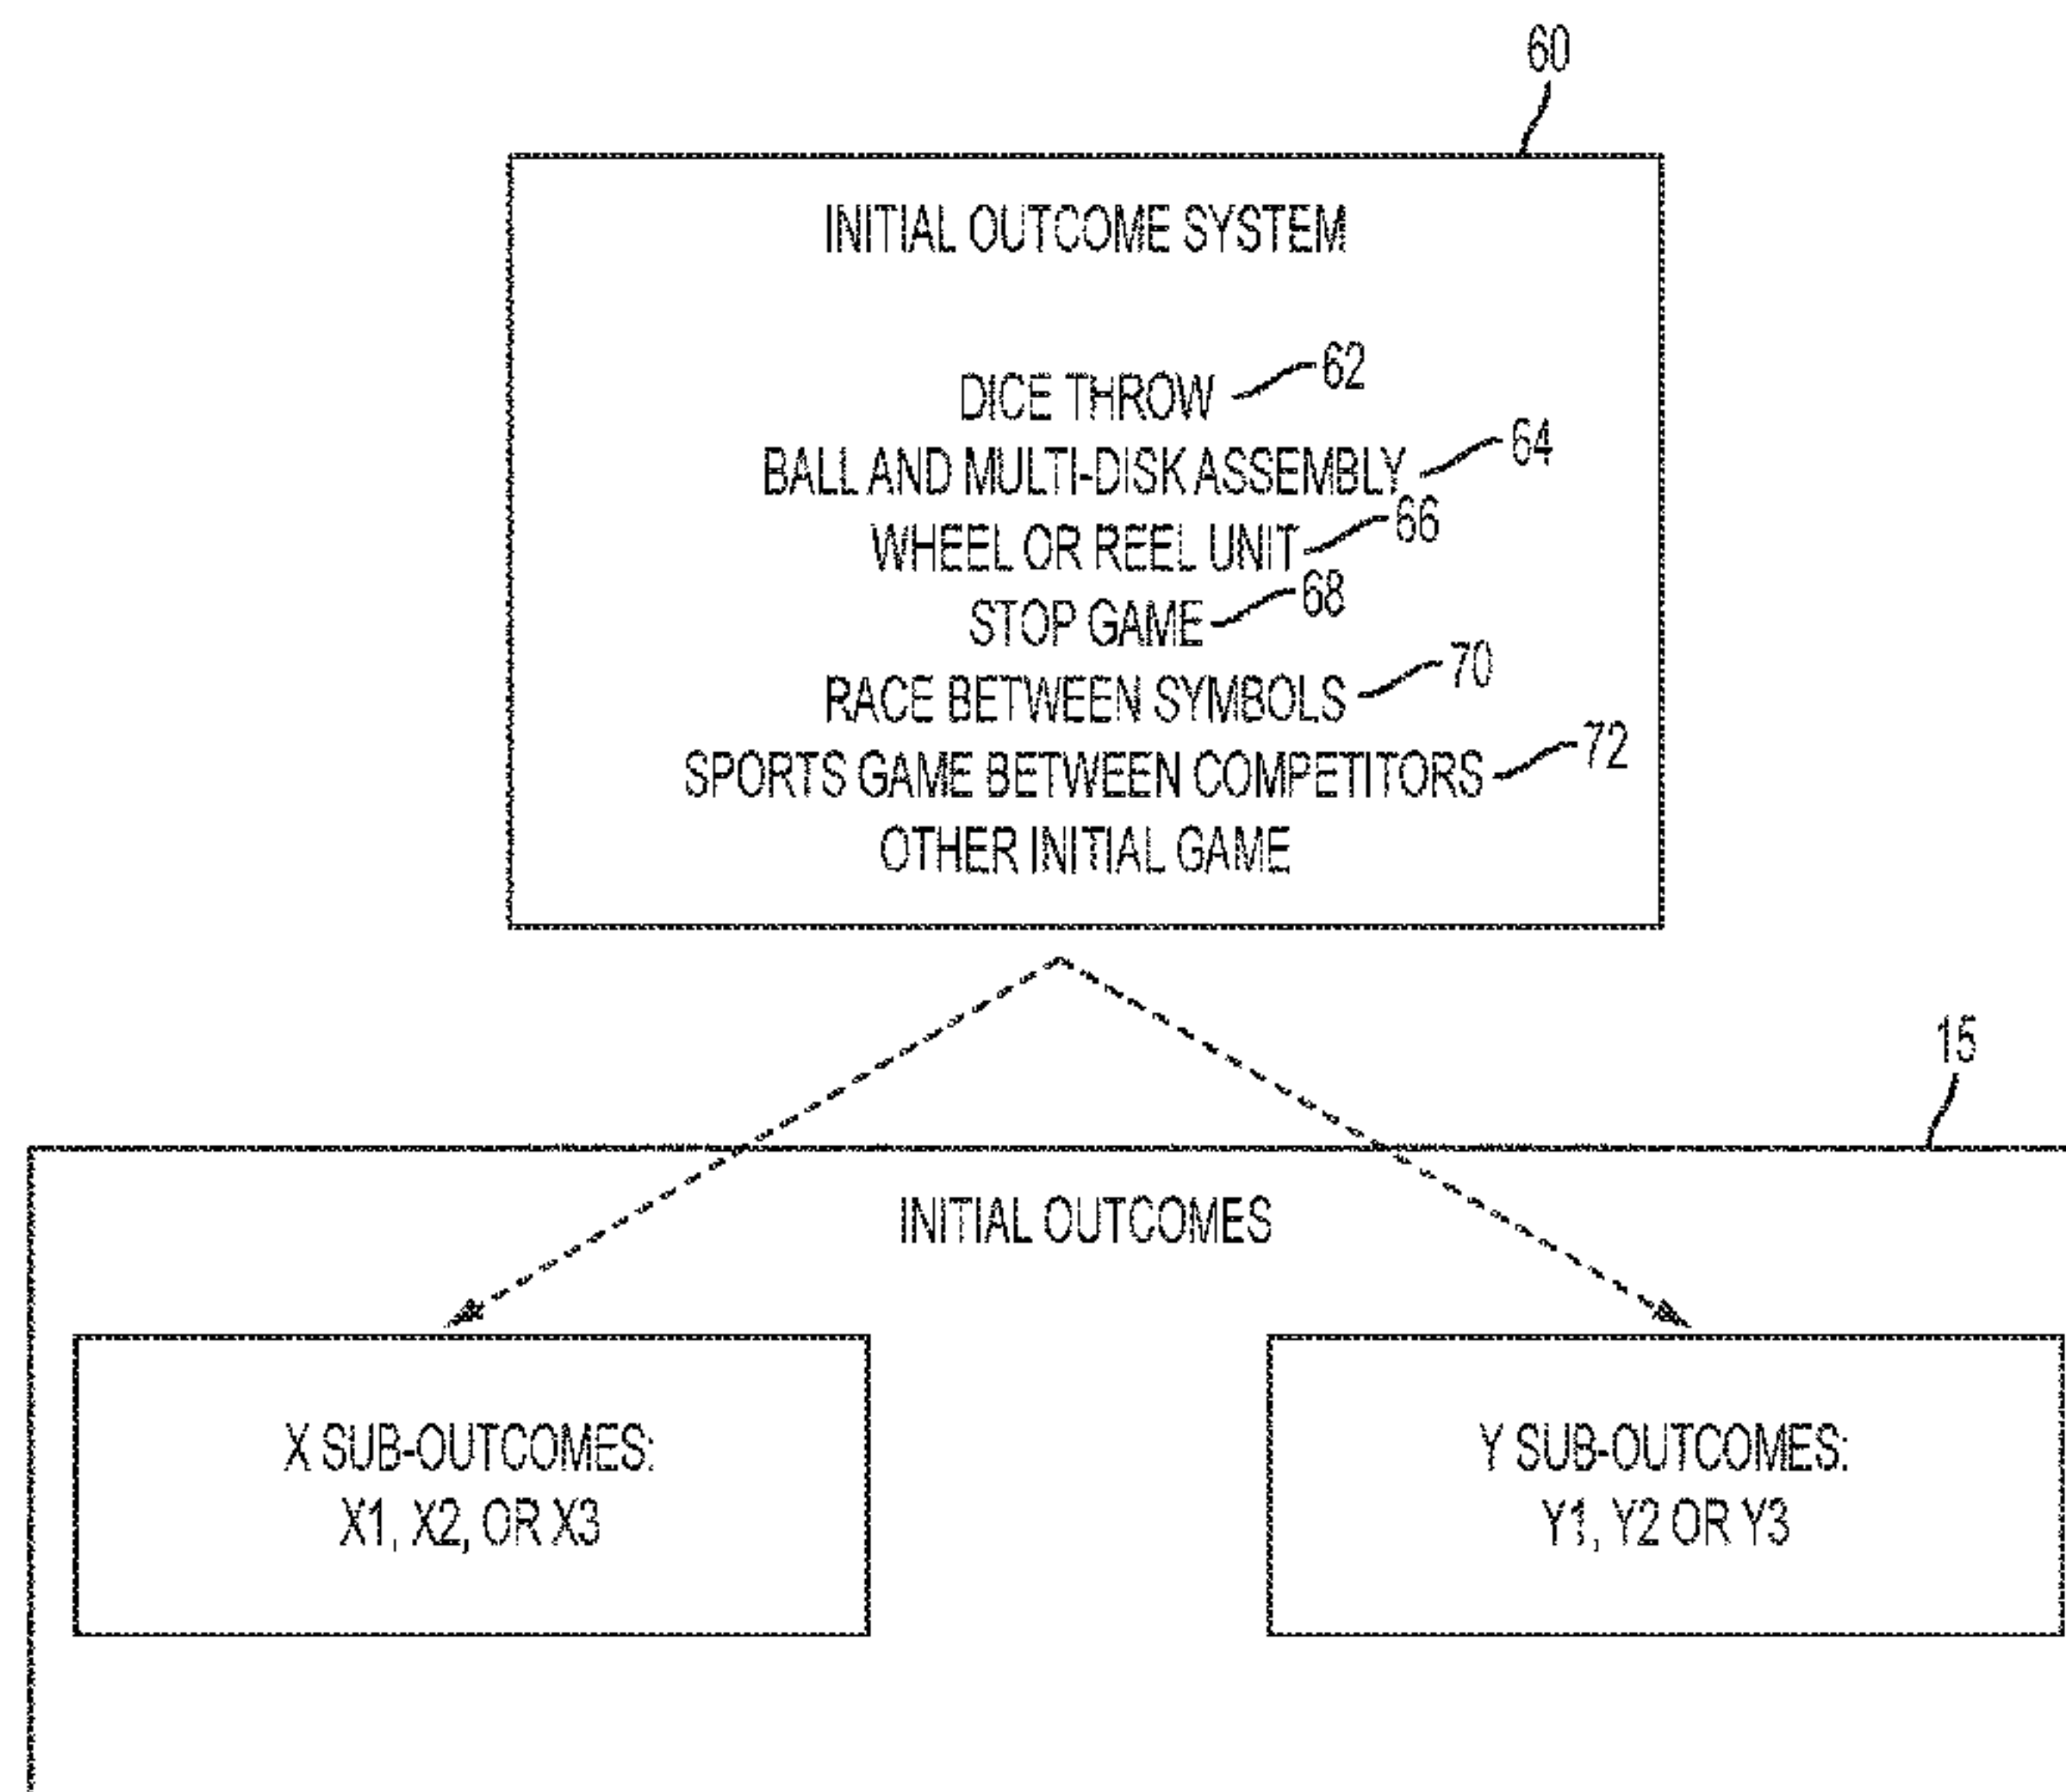 60
INITIAL OUTCOME SYSTEM
DICE THROW 62
BALL AND MULTI-DISK ASSEMBLY 64
WHEEL OR REEL UNIT 66
STOP GAME 68
RACE BETWEEN SYMBOLS 70
SPORTS GAME BETWEEN COMPETITORS 72
OTHER INITIAL GAME
15
INITIAL OUTCOMES
X SUB-OUTCOMES:
X1, X2, OR X3
Y SUB-OUTCOMES:
Y1, Y2 OR Y3